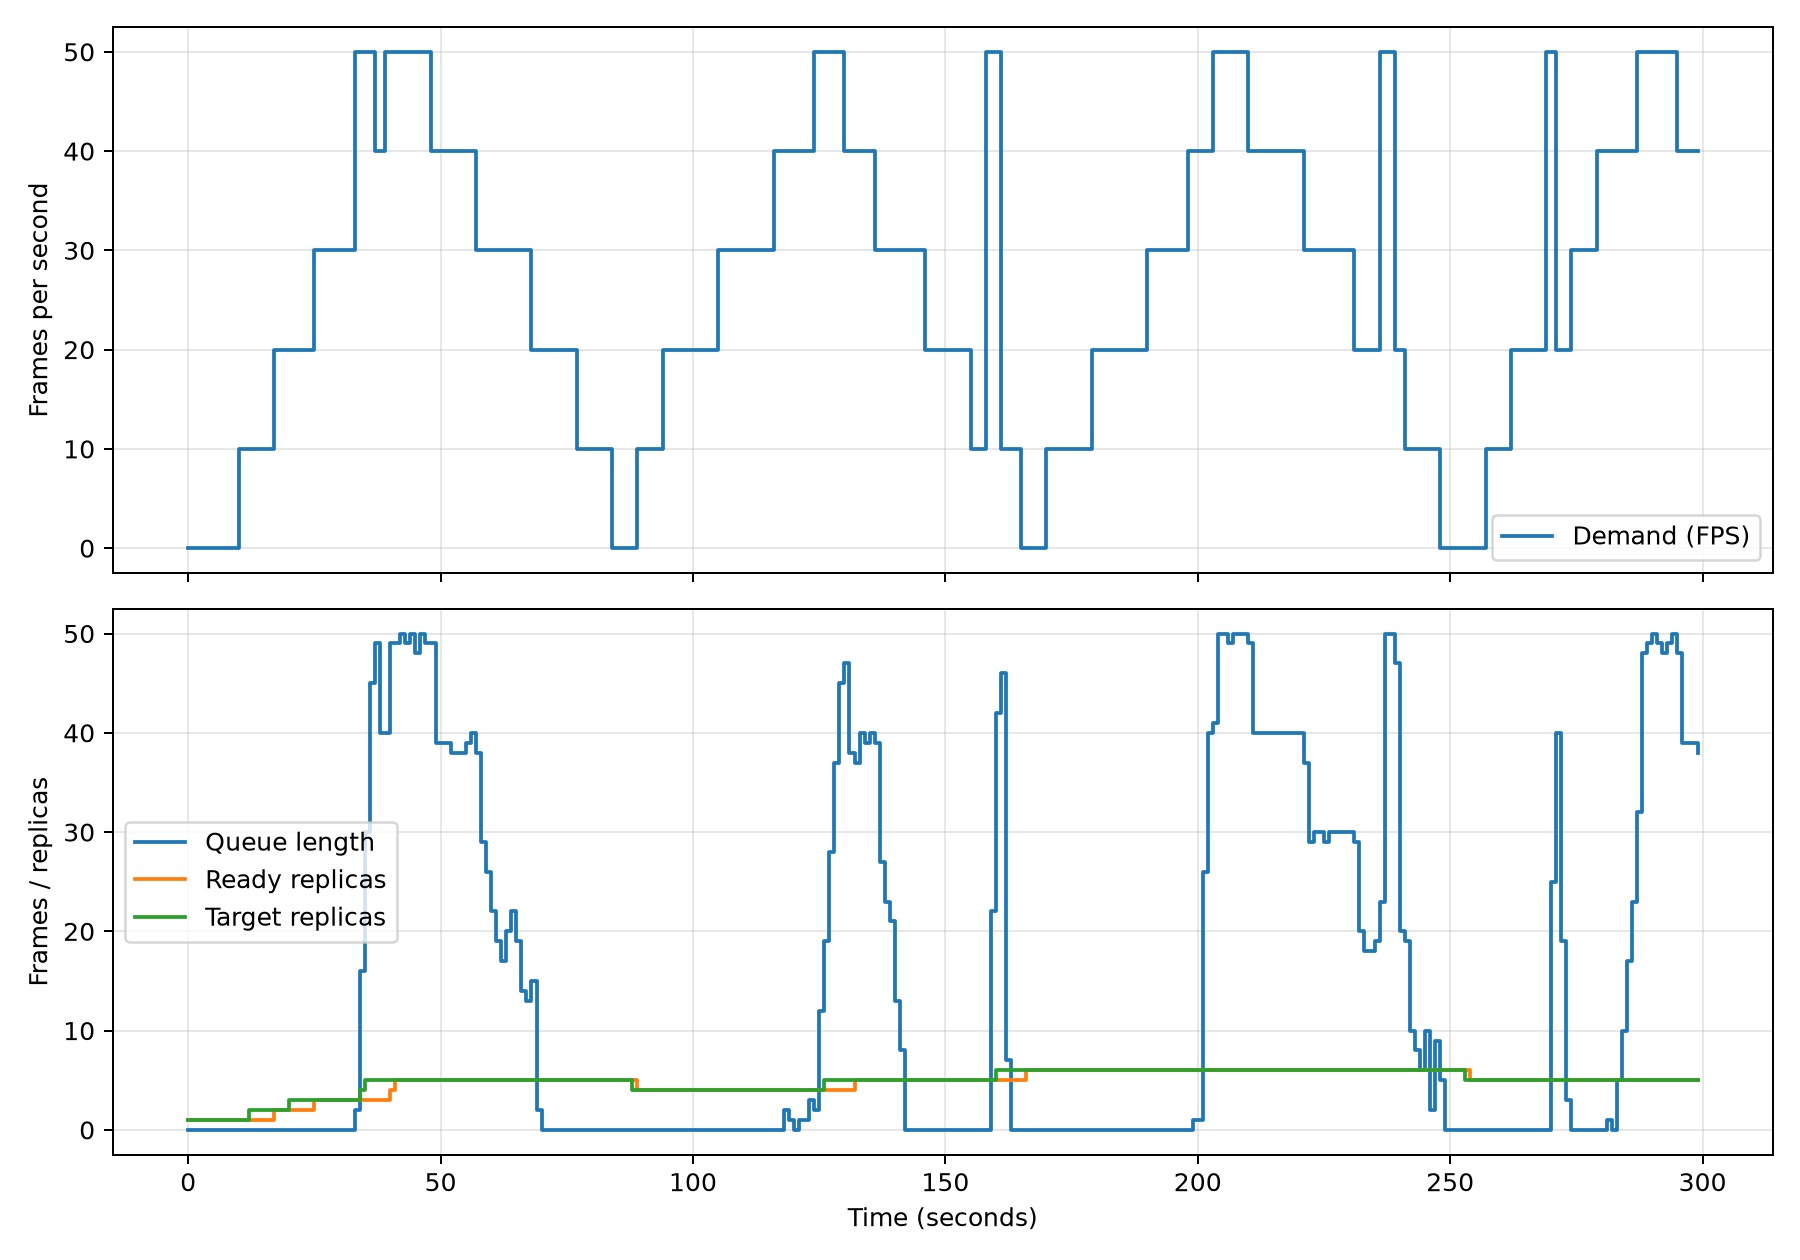 50
40
30
20
10
0
Frames per second
Demand (FPS)
50
40
30
20
10
0
Frames / replicas
Queue length
Ready replicas
Target replicas
0 50 100 150 200 250 300
Time (seconds)